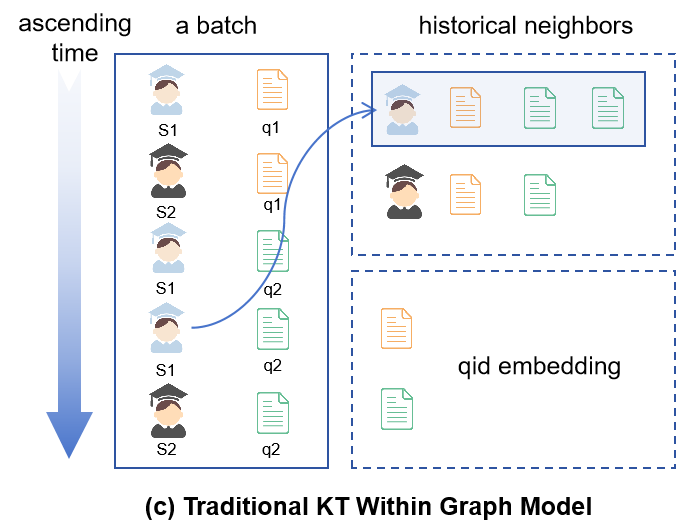 ascending
time
a batch
historical neighbors
S1
q1
S2
q1
S1
q2
S1
q2
S2
q2
qid embedding
(c) Traditional KT Within Graph Model